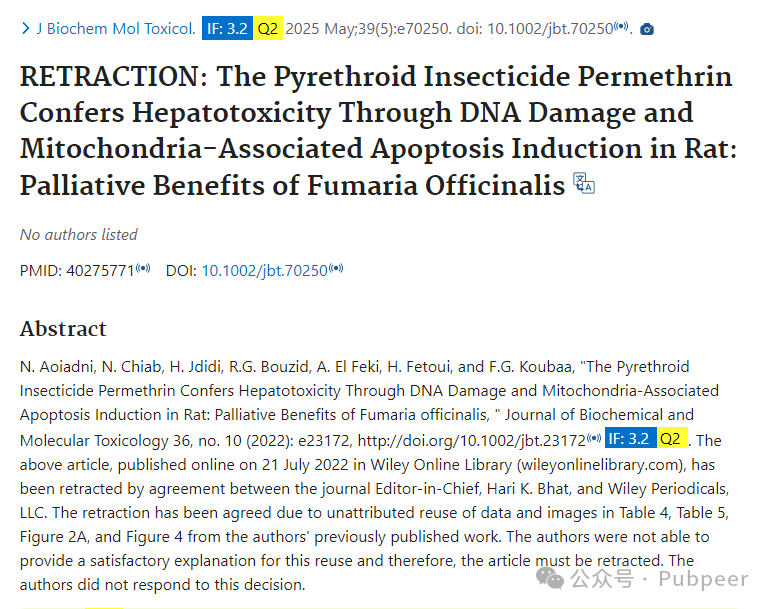 J Biochem Mol Toxicol. IF: 3.2 Q2 2025 May;39(5):e70250. doi: 10.1002/jbt.70250.
RETRACTION: The Pyrethroid Insecticide Permethrin
Confers Hepatotoxicity Through DNA Damage and
Mitochondria-Associated Apoptosis Induction in Rat:
Palliative Benefits of Fumaria Officinalis
No authors listed
PMID: 40275771 DOI: 10.1002/jbt.70250
Abstract
N. Aoiadni, N. Chiab, H. Jdidi, R.G. Bouzid, A. El Feki, H. Fetoui, and F.G. Koubaa, "The Pyrethroid
Insecticide Permethrin Confers Hepatotoxicity Through DNA Damage and Mitochondria-Associated
Apoptosis Induction in Rat: Palliative Benefits of Fumaria officinalis, " Journal of Biochemical and
Molecular Toxicology 36, no. 10 (2022): e23172, http://doi.org/10.1002/jbt.23172 IF: 3.2 Q2 . The
above article, published online on 21 July 2022 in Wiley Online Library (wileyonlinelibrary.com), has
been retracted by agreement between the journal Editor-in-Chief, Hari K. Bhat, and Wiley Periodicals,
LLC. The retraction has been agreed due to unattributed reuse of data and images in Table 4, Table 5,
Figure 2A, and Figure 4 from the authors' previously published work. The authors were not able to
provide a satisfactory explanation for this reuse and therefore, the article must be retracted. The
authors did not respond to this decision.
公众号 · Pubpeer